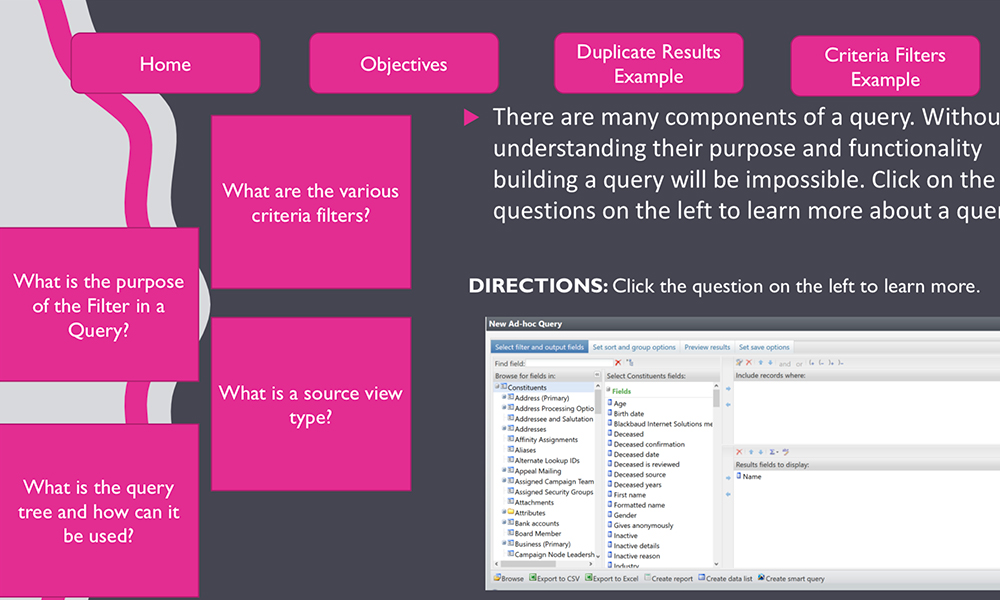 Home
Objectives
Duplicate Results
Example
Criteria Filters
Example
What are the various
criteria filters?
What is the purpose
of the Filter in a
Query?
What is a source view
type?
What is the query
tree and how can it
be used?
There are many components of a query. Withou
understanding their purpose and functionality
building a query will be impossible. Click on the
questions on the left to learn more about a quer
DIRECTIONS: Click the question on the left to learn more.
New Ad-hoc Query
Select filter and output fields Set sort and group options Preview results Set save options
Find field:
Browse for fields in:
Constituents
Address (Primary)
Address Processing Optio
Addressee and Salutation
Addresses
Affinity Assignments
Aliases
Alternate Lookup IDs
Appeal Mailing
Assigned Campaign Team
Assigned Security Groups
Attachments
Attributes
Bank accounts
Board Member
Business (Primary)
Campaign Node Leadersh
Select Constituents fields:
Fields
Age
Birth date
Blackbaud Internet Solutions me
Deceased
Deceased confirmation
Deceased date
Deceased is reviewed
Deceased source
Deceased years
First name
Formatted name
Gender
Gives anonymously
Inactive
Inactive details
Inactive reason
Industry
and or
Include records where:
Results fields to display:
Name
Browse Export to CSV Export to Excel Create report Create data list Create smart query